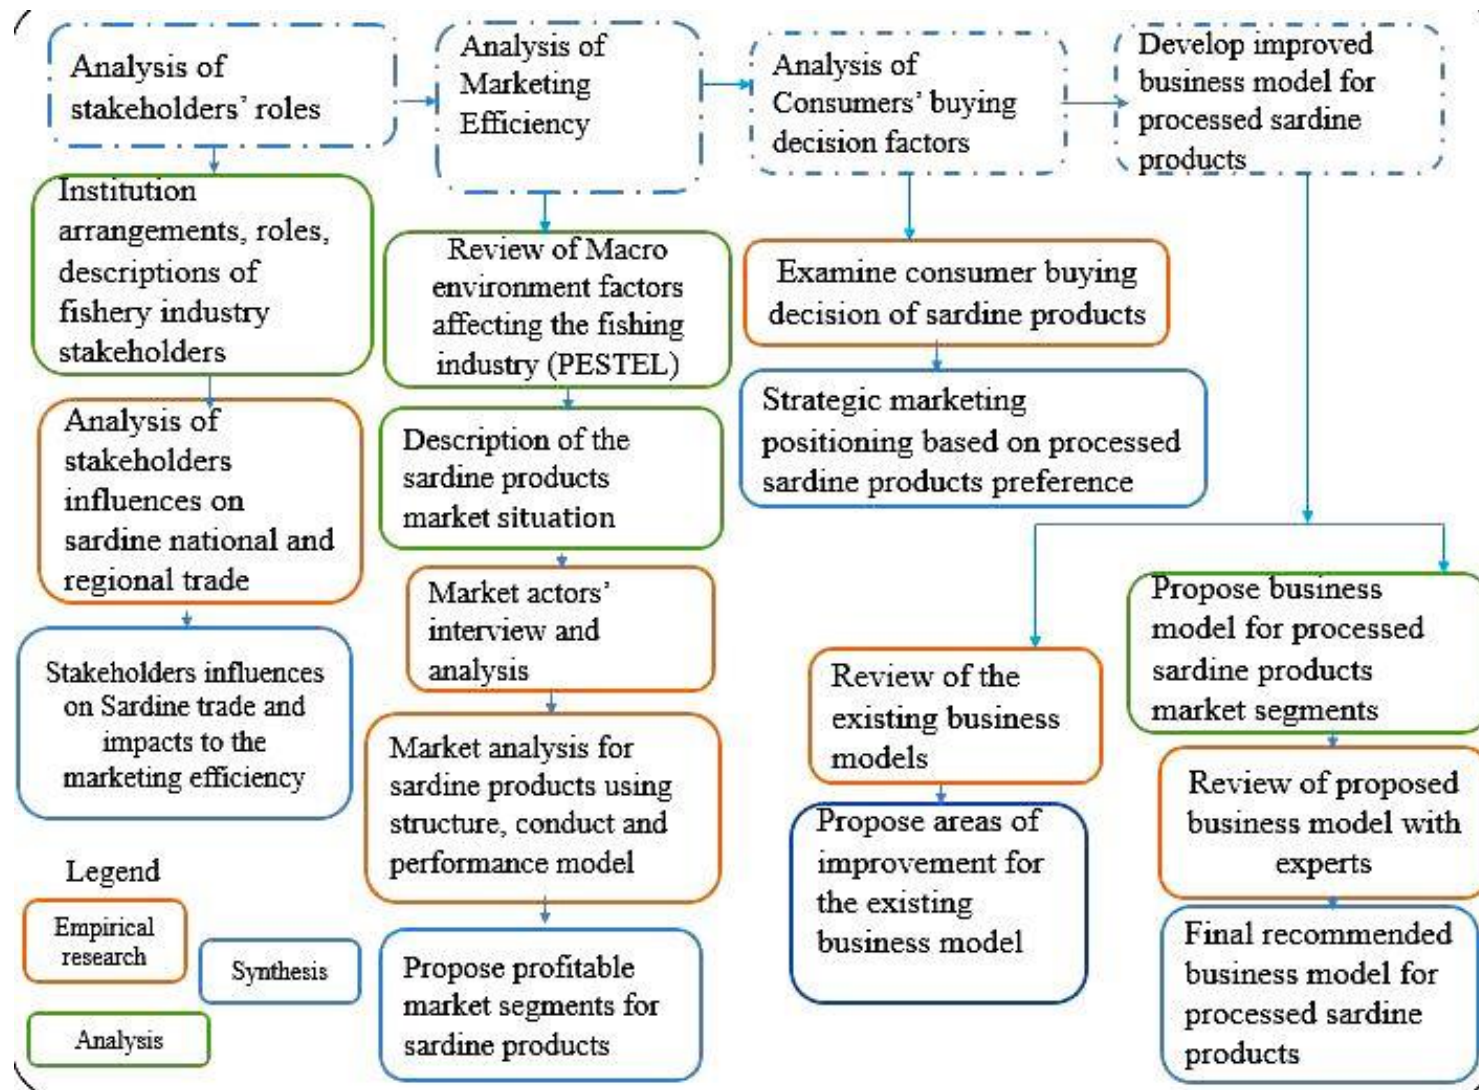 Analysis of
stakeholders’ roles
Analysis of
Marketing
Efficiency
Analysis of
Consumers’ buying
decision factors
Develop improved
business model for
processed sardine
products
Institution
arrangements, roles,
descriptions of
fishery industry
stakeholders
Analysis of
stakeholders
influences on
sardine national and
regional trade
Stakeholders influences
on Sardine trade and
impacts to the
marketing efficiency
Review of Macro
environment factors
affecting the fishing
industry (PESTEL)
Description of the
sardine products
market situation
Market actors’
interview and
analysis
Market analysis for
sardine products using
structure, conduct and
performance model
Propose profitable
market segments for
sardine products
Examine consumer buying
decision of sardine products
Strategic marketing
positioning based on processed
sardine products preference
Review of the
existing business
models
Propose areas of
improvement for
the existing
business model
Propose business
model for processed
sardine products
market segments
Review of proposed
business model with
experts
Final recommended
business model for
processed sardine
products
Legend
Empirical
research
Synthesis
Analysis